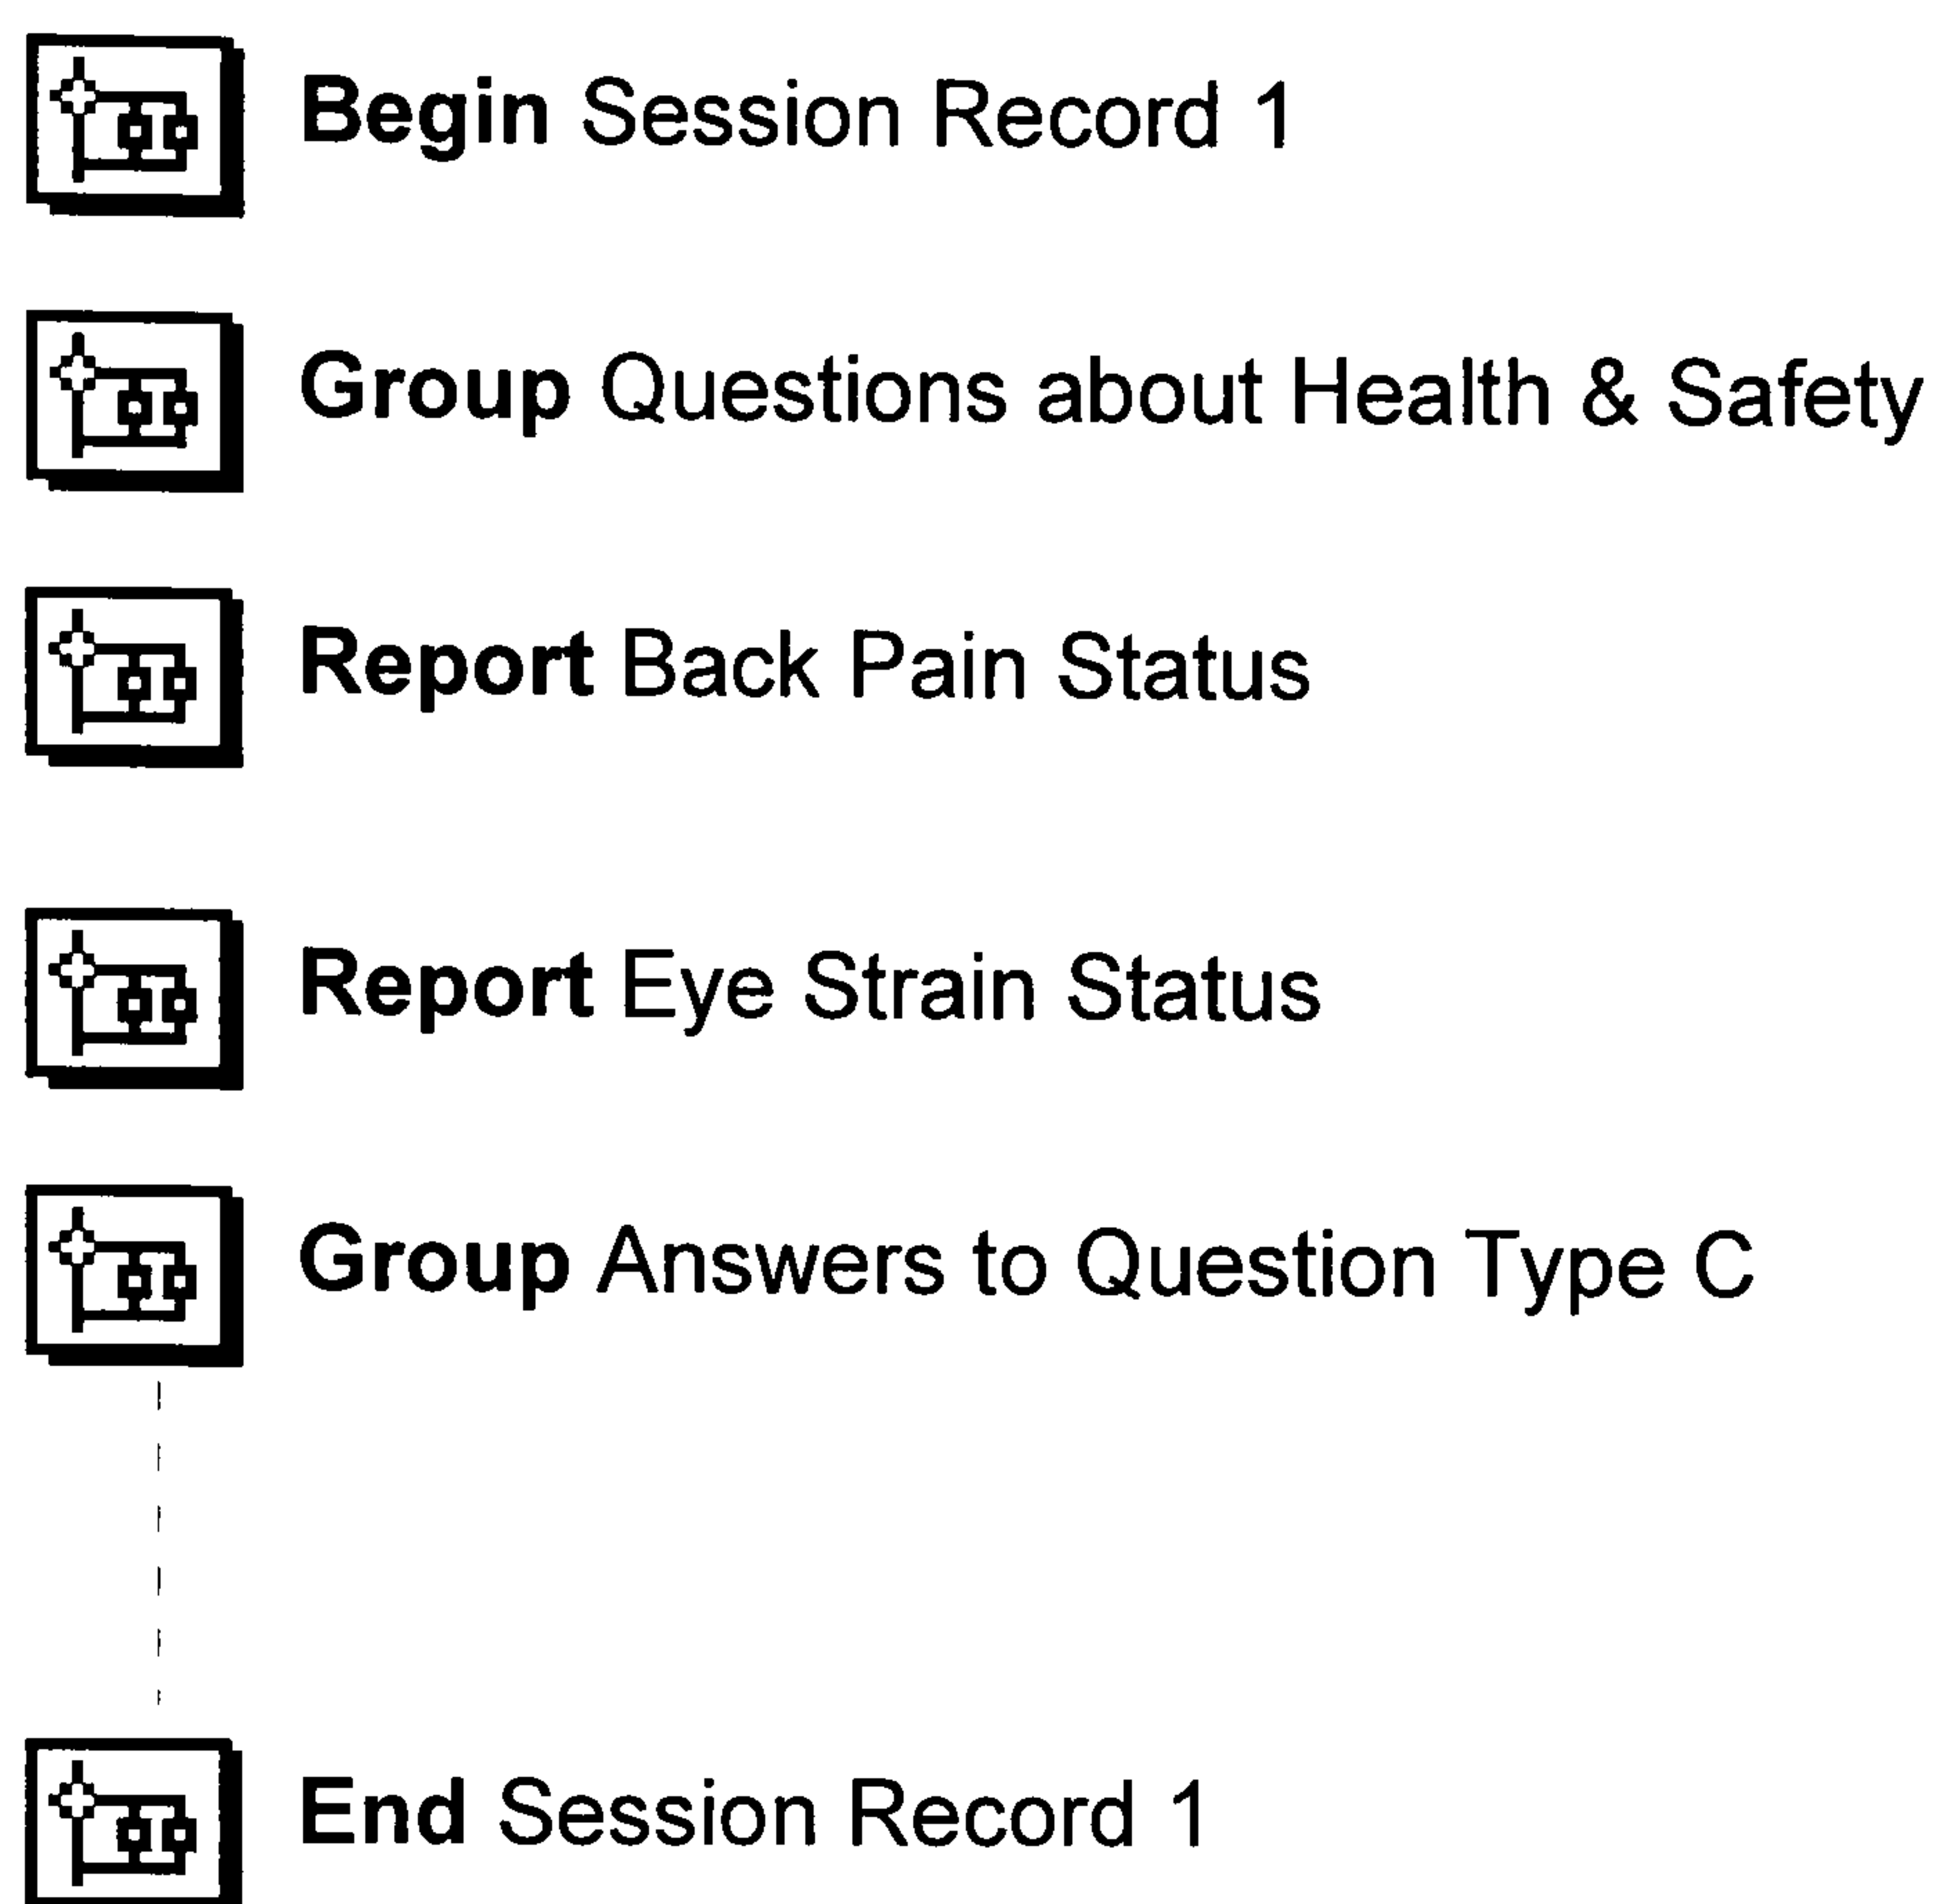 Begin Session Record 1
Group Questions about Health & Safety
Report Back Pain Status
Report Eye Strain Status
Group Answers to Question Type C
End Session Record 1